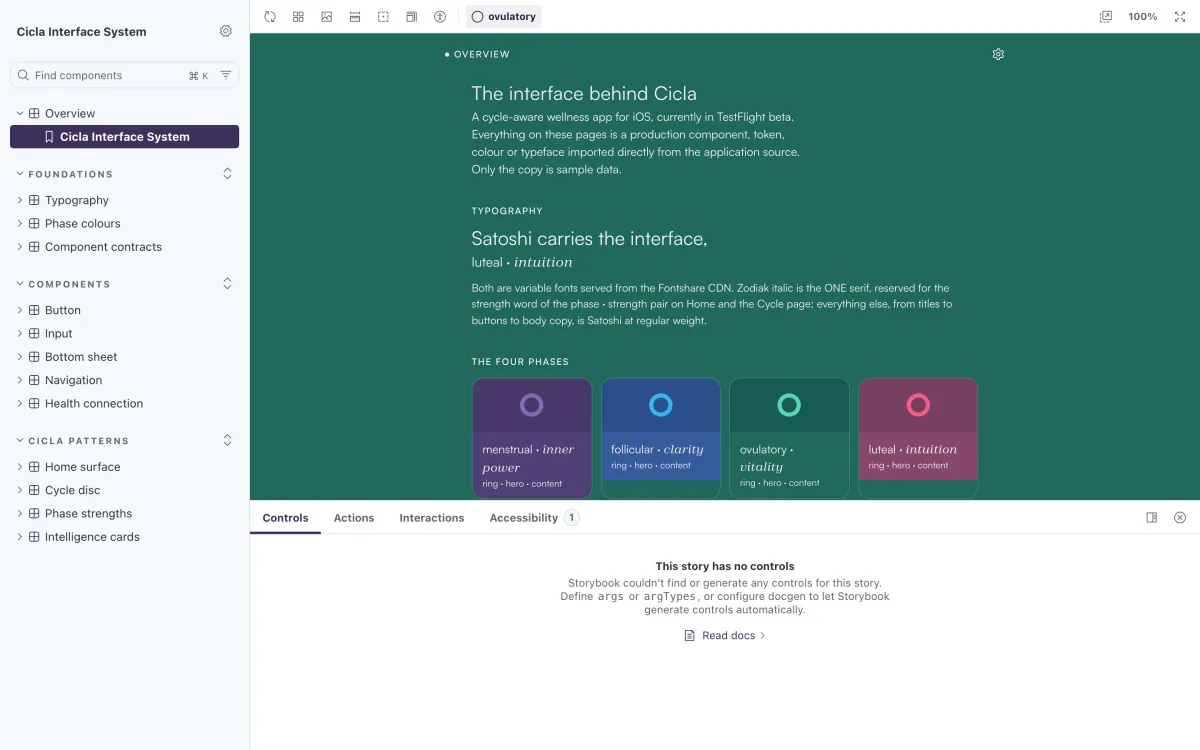 Cicla Interface System
Find components
⌘ K
Overview
Cicla Interface System
FOUNDATIONS
Typography
Phase colours
Component contracts
COMPONENTS
Button
Input
Bottom sheet
Navigation
Health connection
CICLA PATTERNS
Home surface
Cycle disc
Phase strengths
Intelligence cards
ovulatory
100%
• OVERVIEW
The interface behind Cicla
A cycle-aware wellness app for iOS, currently in TestFlight beta.
Everything on these pages is a production component, token,
colour or typeface imported directly from the application source.
Only the copy is sample data.
TYPOGRAPHY
Satoshi carries the interface,
luteal · intuition
Both are variable fonts served from the Fontshare CDN. Zodiak italic is the ONE serif, reserved for the
strength word of the phase · strength pair on Home and the Cycle page; everything else, from titles to
buttons to body copy, is Satoshi at regular weight.
THE FOUR PHASES
menstrual · inner
power
ring · hero · content
follicular · clarity
ring · hero · content
ovulatory ·
vitality
ring · hero · content
luteal · intuition
ring · hero · content
Controls
Actions
Interactions
Accessibility 1
This story has no controls
Storybook couldn't find or generate any controls for this story.
Define args or argTypes, or configure docgen to let Storybook
generate controls automatically.
Read docs